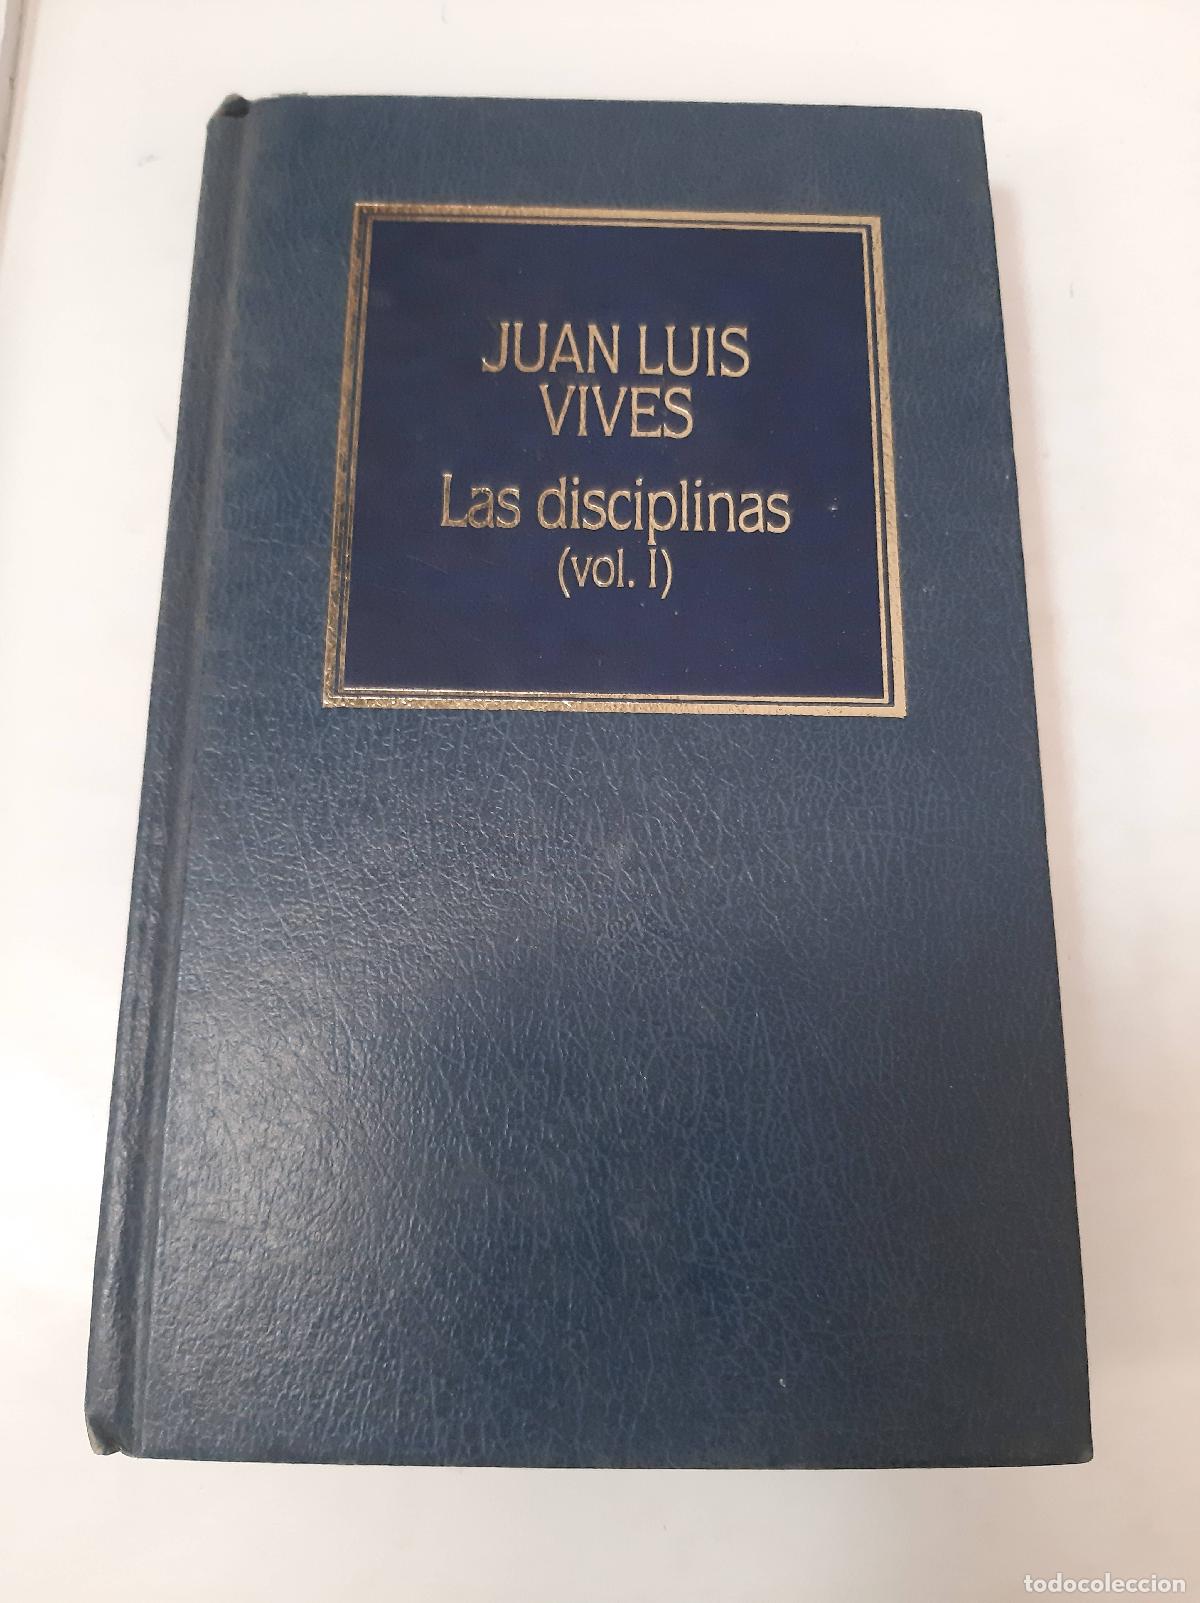 JUAN LUIS
VIVES
Las disciplinas
(vol. I)
todocoleccion